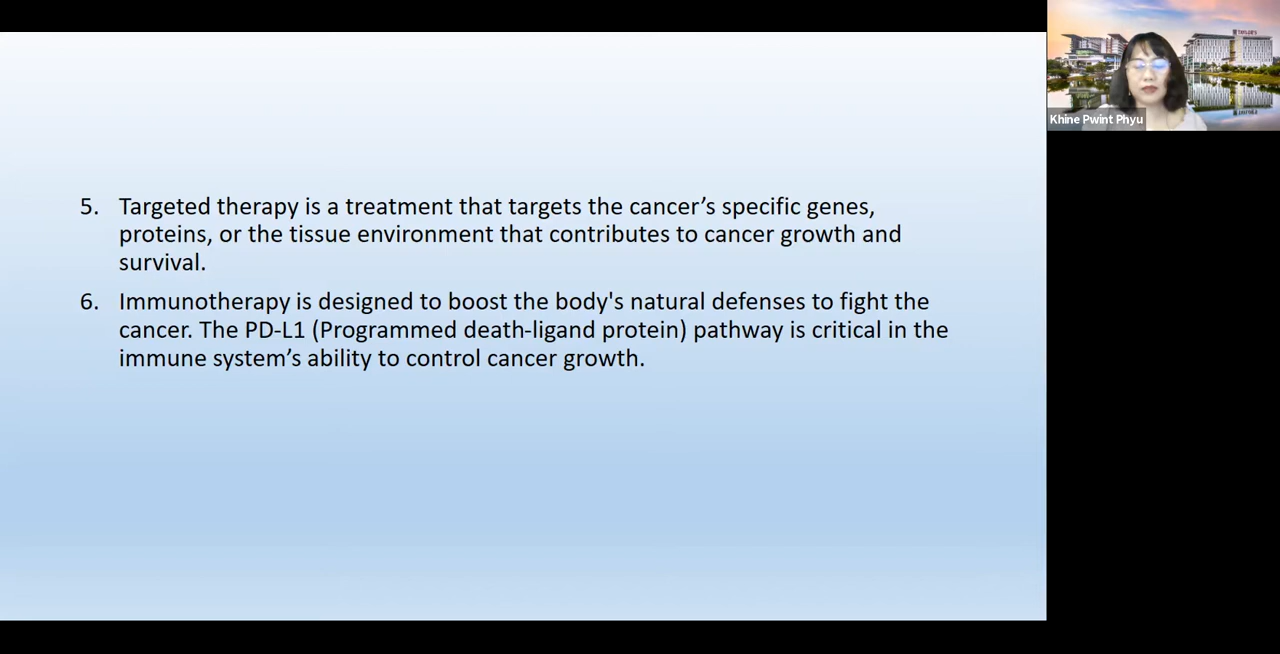 5. Targeted therapy is a treatment that targets the cancer’s specific genes,
proteins, or the tissue environment that contributes to cancer growth and
survival.
6. Immunotherapy is designed to boost the body's natural defenses to fight the
cancer. The PD-L1 (Programmed death-ligand protein) pathway is critical in the
immune system’s ability to control cancer growth.
Khine Pwint Phyu